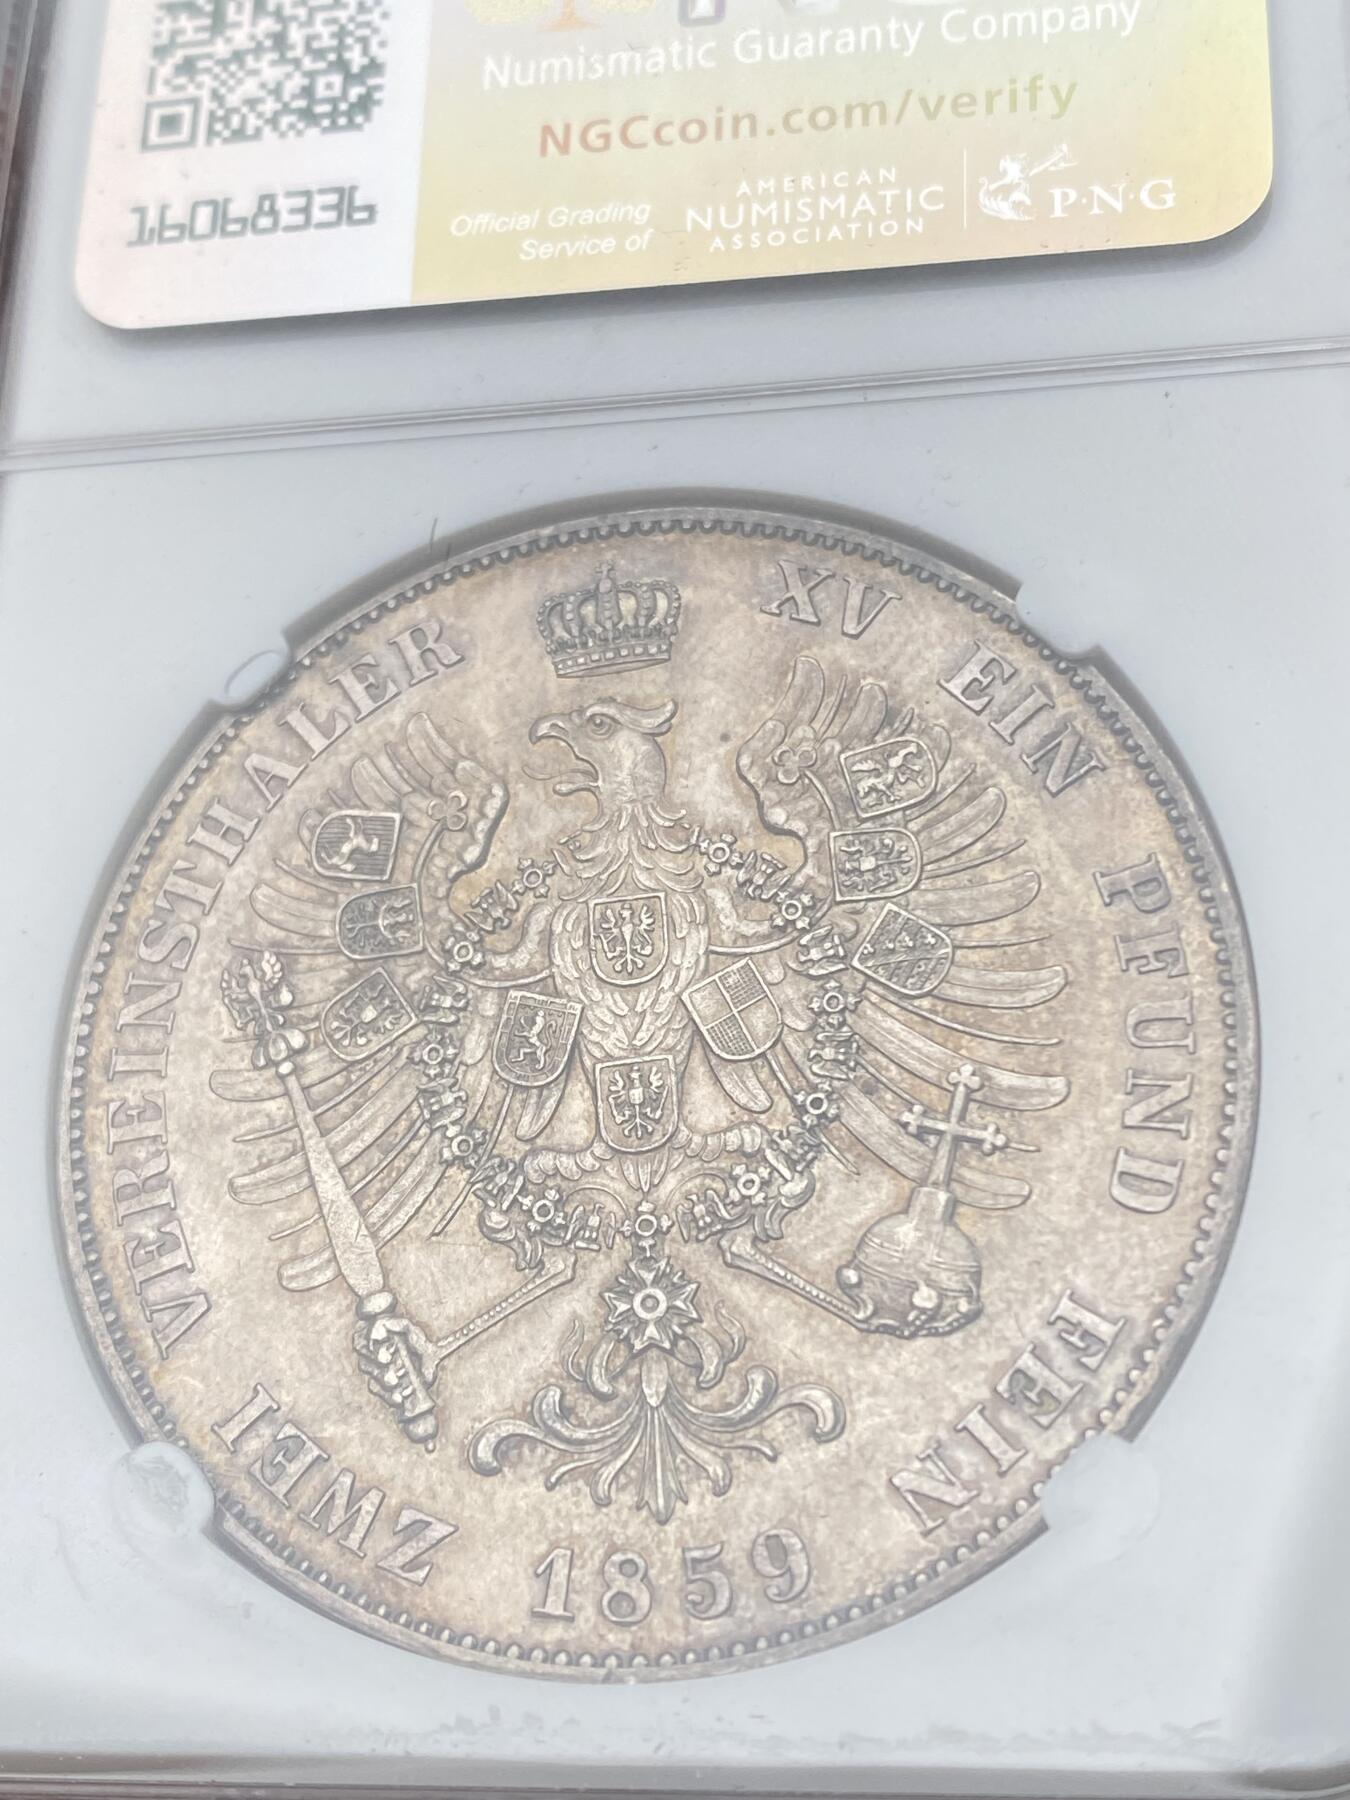 Numismatic Guaranty Company
NGCcoin.com/verify
16068336
Official Grading
Service of
AMERICAN
NUMISMATIC
ASSOCIATION
P·N·G
ZWEI VEREINSTHALER XV EIN PFUND FEIN
1859